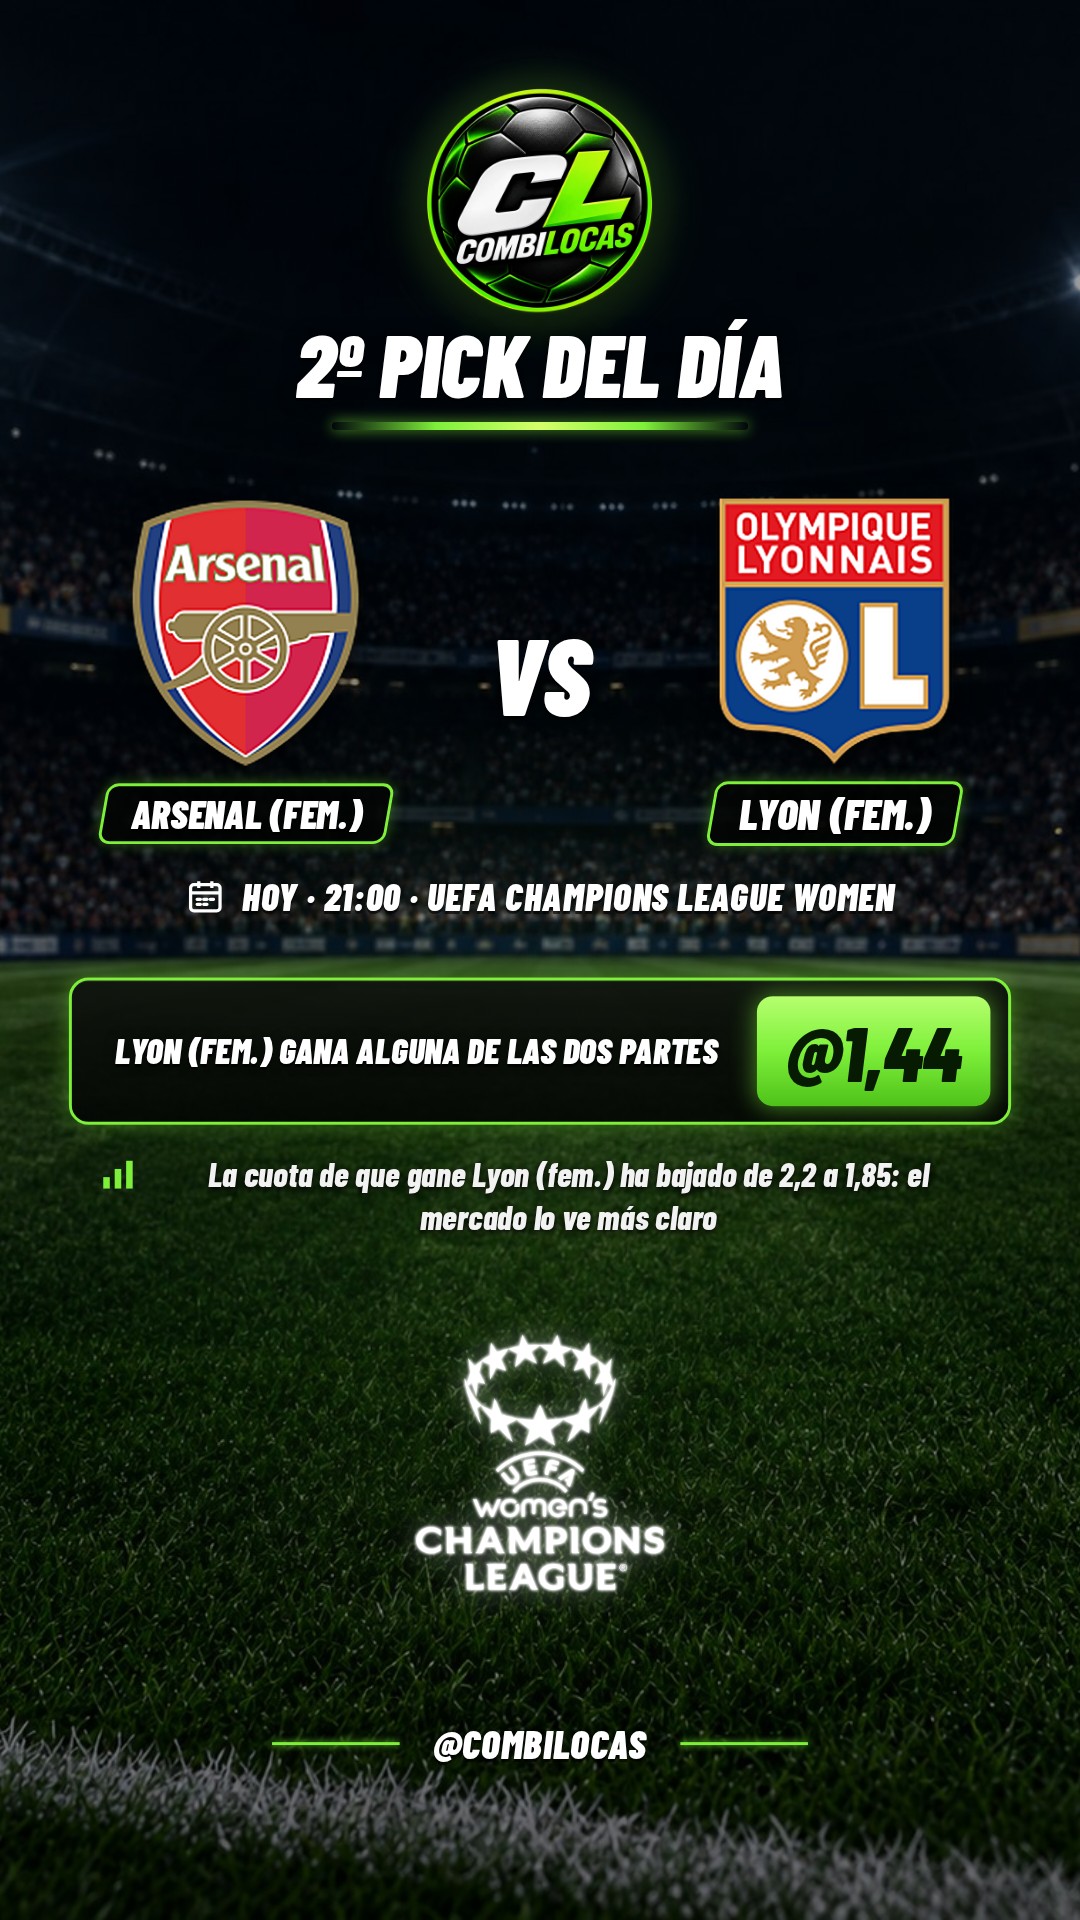 CL
COMBILOCAS
2º PICK DEL DÍA
Arsenal
OLYMPIQUE
LYONNAIS
OL
VS
ARSENAL (FEM.)
LYON (FEM.)
HOY · 21:00 · UEFA CHAMPIONS LEAGUE WOMEN
LYON (FEM.) GANA ALGUNA DE LAS DOS PARTES
@1,44
La cuota de que gane Lyon (fem.) ha bajado de 2,2 a 1,85: el
mercado lo ve más claro
UEFA
women's
CHAMPIONS
LEAGUE®
@COMBILOCAS